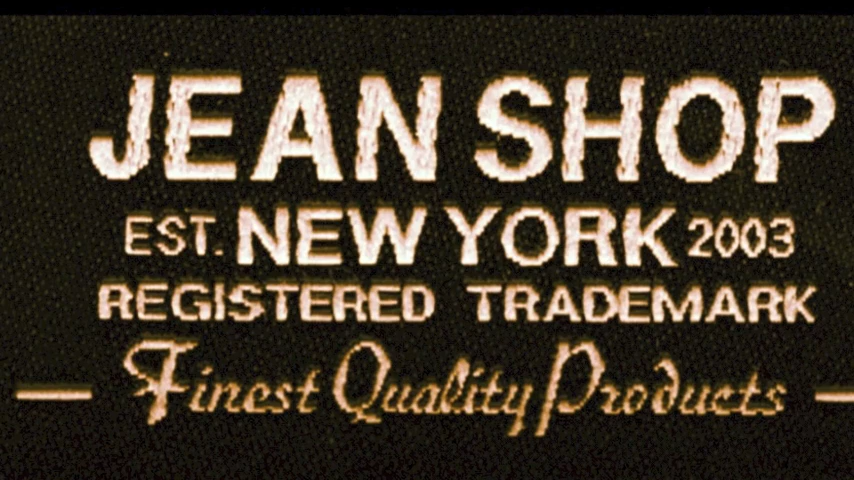 JEAN SHOP
EST. NEW YORK 2003
REGISTERED TRADEMARK
Finest Quality Products